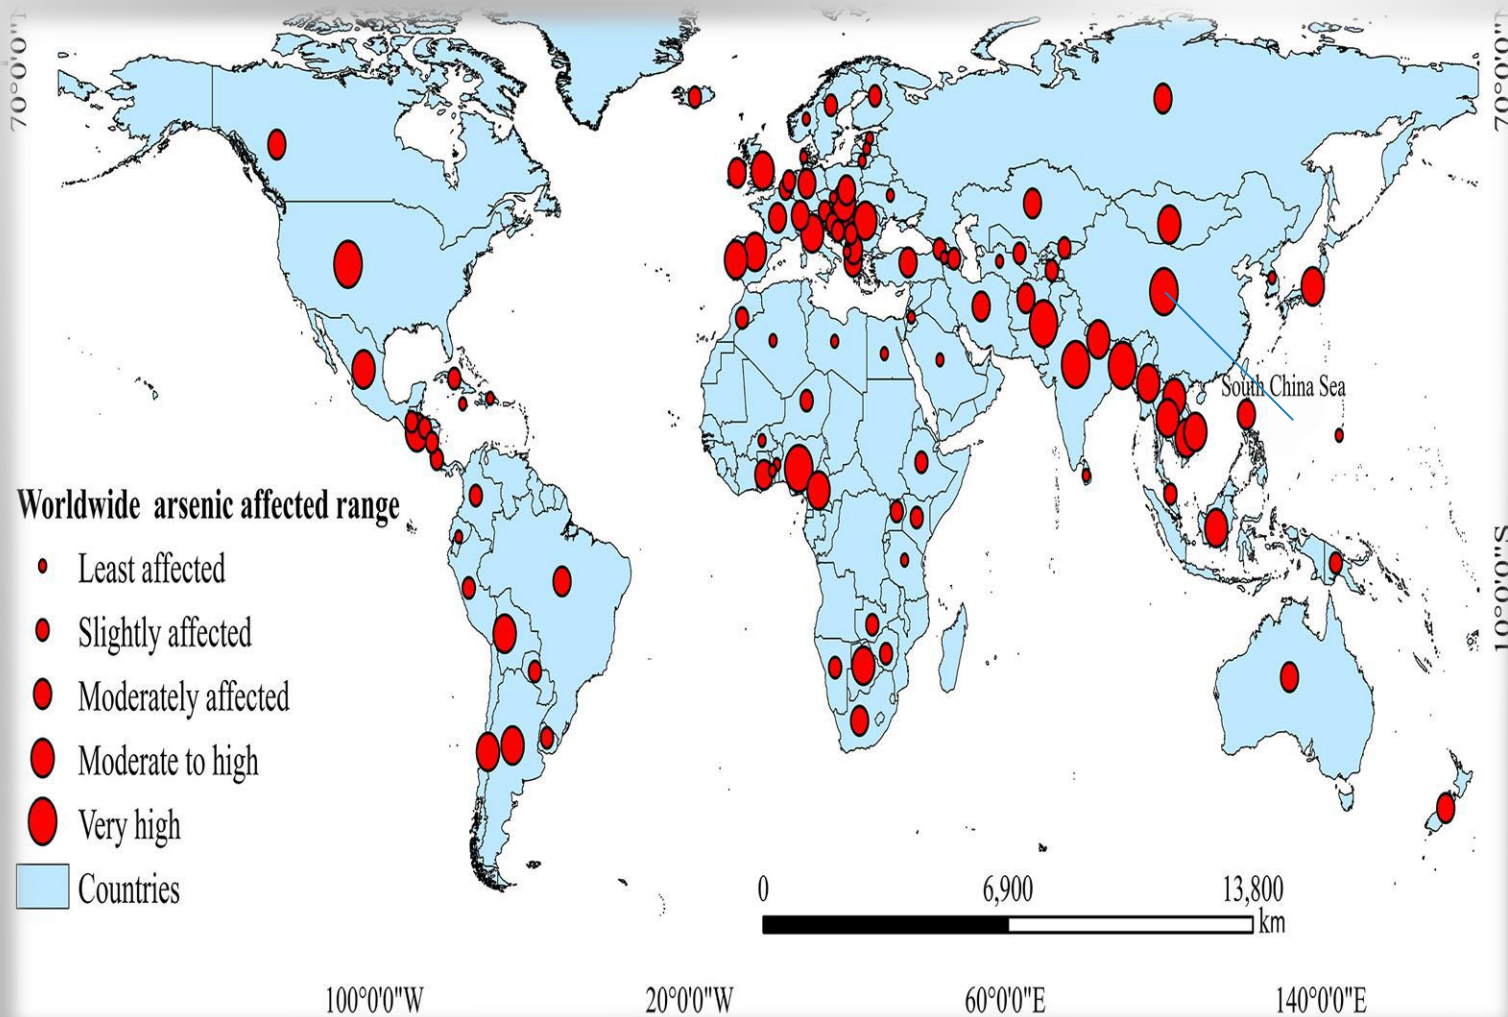 70°0'0"N
70°0'0"N
South China Sea
Worldwide arsenic affected range
Least affected
Slightly affected
Moderately affected
Moderate to high
Very high
Countries
10°0'0"S
0 6,900 13,800
km
100°0'0"W 20°0'0"W 60°0'0"E 140°0'0"E